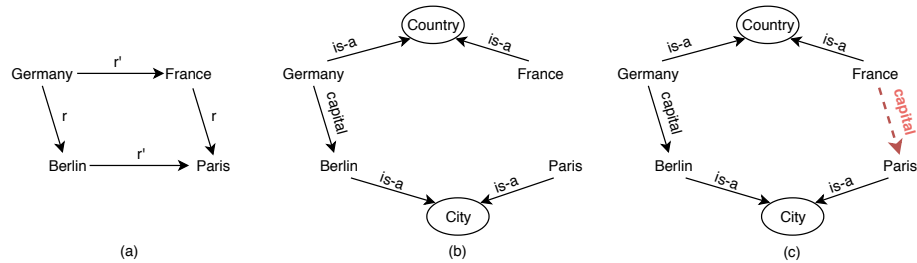 Germany r' France
r r
Berlin r' Paris
(a)
Country
is-a is-a
Germany France
capital
Berlin Paris
is-a is-a
City
(b)
Country
is-a is-a
Germany France
capital capital
Berlin Paris
is-a is-a
City
(c)